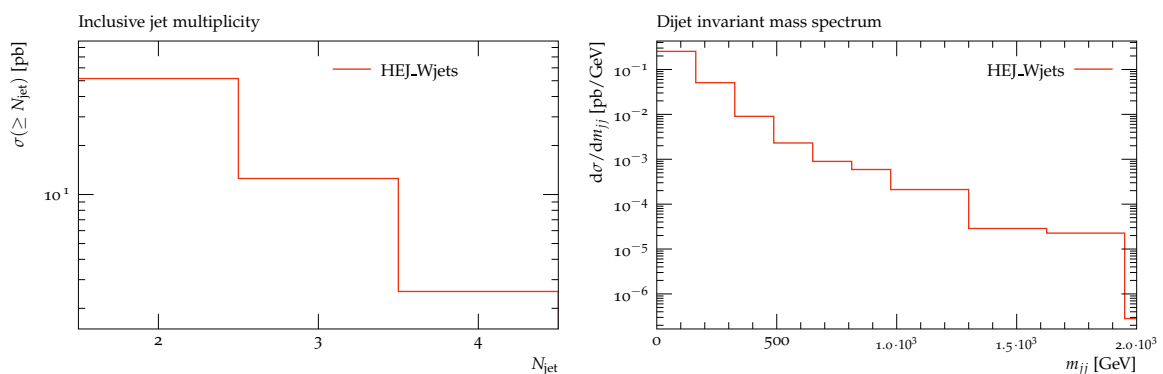 Inclusive jet multiplicity
σ(≥ N_jet) [pb]
10^1
HEJ_Wjets
2 3 4
N_jet
Dijet invariant mass spectrum
dσ/dm_jj [pb/GeV]
10^−1
10^−2
10^−3
10^−4
10^−5
10^−6
HEJ_Wjets
0 500 1.0·10^3 1.5·10^3 2.0·10^3
m_jj [GeV]